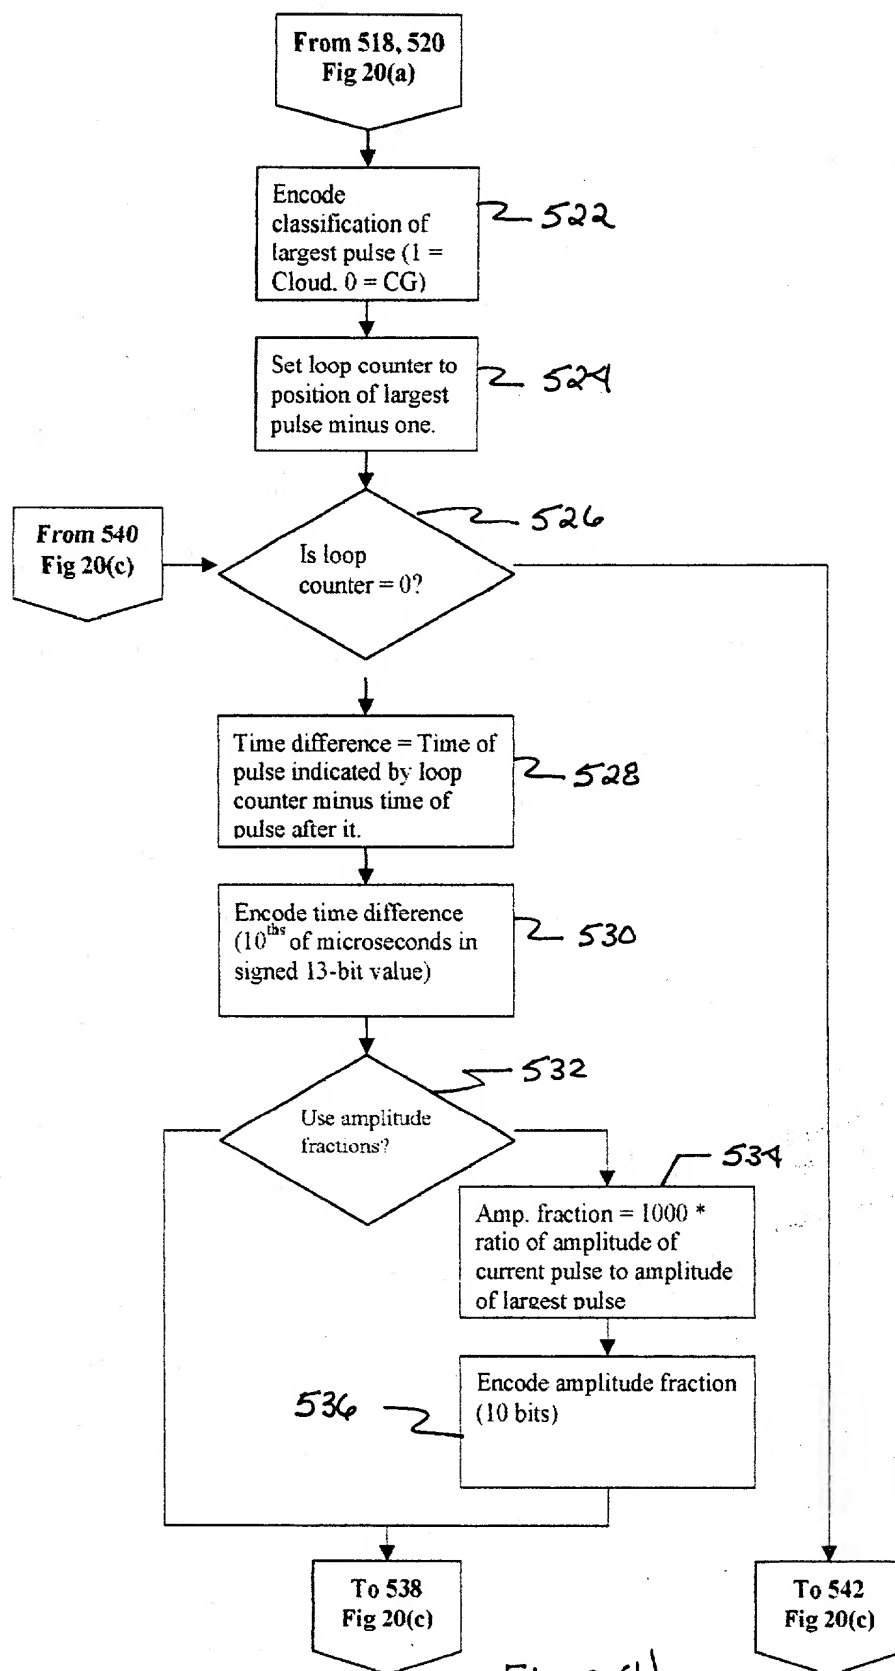 From 518, 520
Fig 20(a)
Encode
classification of
largest pulse (1 =
Cloud. 0 = CG)
522
Set loop counter to
position of largest
pulse minus one.
524
526
From 540
Fig 20(c)
Is loop
counter = 0?
Time difference = Time of
pulse indicated by loop
counter minus time of
pulse after it.
528
Encode time difference
(10ths of microseconds in
signed 13-bit value)
530
532
Use amplitude
fractions?
534
Amp. fraction = 1000 *
ratio of amplitude of
current pulse to amplitude
of largest pulse
Encode amplitude fraction
(10 bits)
536
To 538
Fig 20(c)
To 542
Fig 20(c)